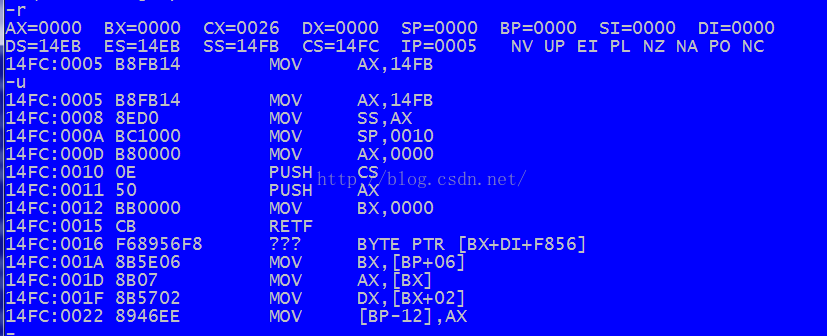 -r
AX=0000 BX=0000 CX=0026 DX=0000 SP=0000 BP=0000 SI=0000 DI=0000
DS=14EB ES=14EB SS=14FB CS=14FC IP=0005 NV UP EI PL NZ NA PO NC
14FC:0005 B8FB14 MOV AX,14FB
-u
14FC:0005 B8FB14 MOV AX,14FB
14FC:0008 8ED0 MOV SS,AX
14FC:000A BC1000 MOV SP,0010
14FC:000D B80000 MOV AX,0000
14FC:0010 0E PUSH CS
14FC:0011 50 PUSH AX
http://blog.csdn.net/
14FC:0012 BB0000 MOV BX,0000
14FC:0015 CB RETF
14FC:0016 F68956F8 ??? BYTE PTR [BX+DI+F856]
14FC:001A 8B5E06 MOV BX,[BP+06]
14FC:001D 8B07 MOV AX,[BX]
14FC:001F 8B5702 MOV DX,[BX+02]
14FC:0022 8946EE MOV [BP-12],AX
-